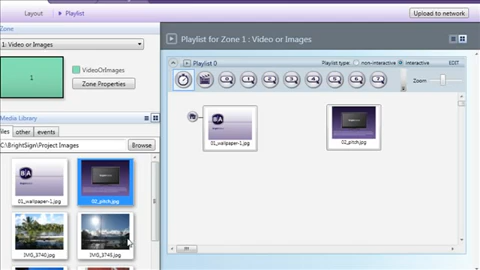 Layout
Playlist
Upload to network
Zone
1: Video or Images
1
VideoOrImages
Zone Properties
Media Library
files
other
events
C:\BrightSign\Project Images
Browse
01_wallpaper-1.jpg
02_pitch.jpg
IMG_3740.jpg
IMG_3745.jpg
Playlist for Zone 1 : Video or Images
Playlist 0
Playlist type:
non-interactive
interactive
EDIT
Zoom
01_wallpaper-1.jpg
02_pitch.jpg